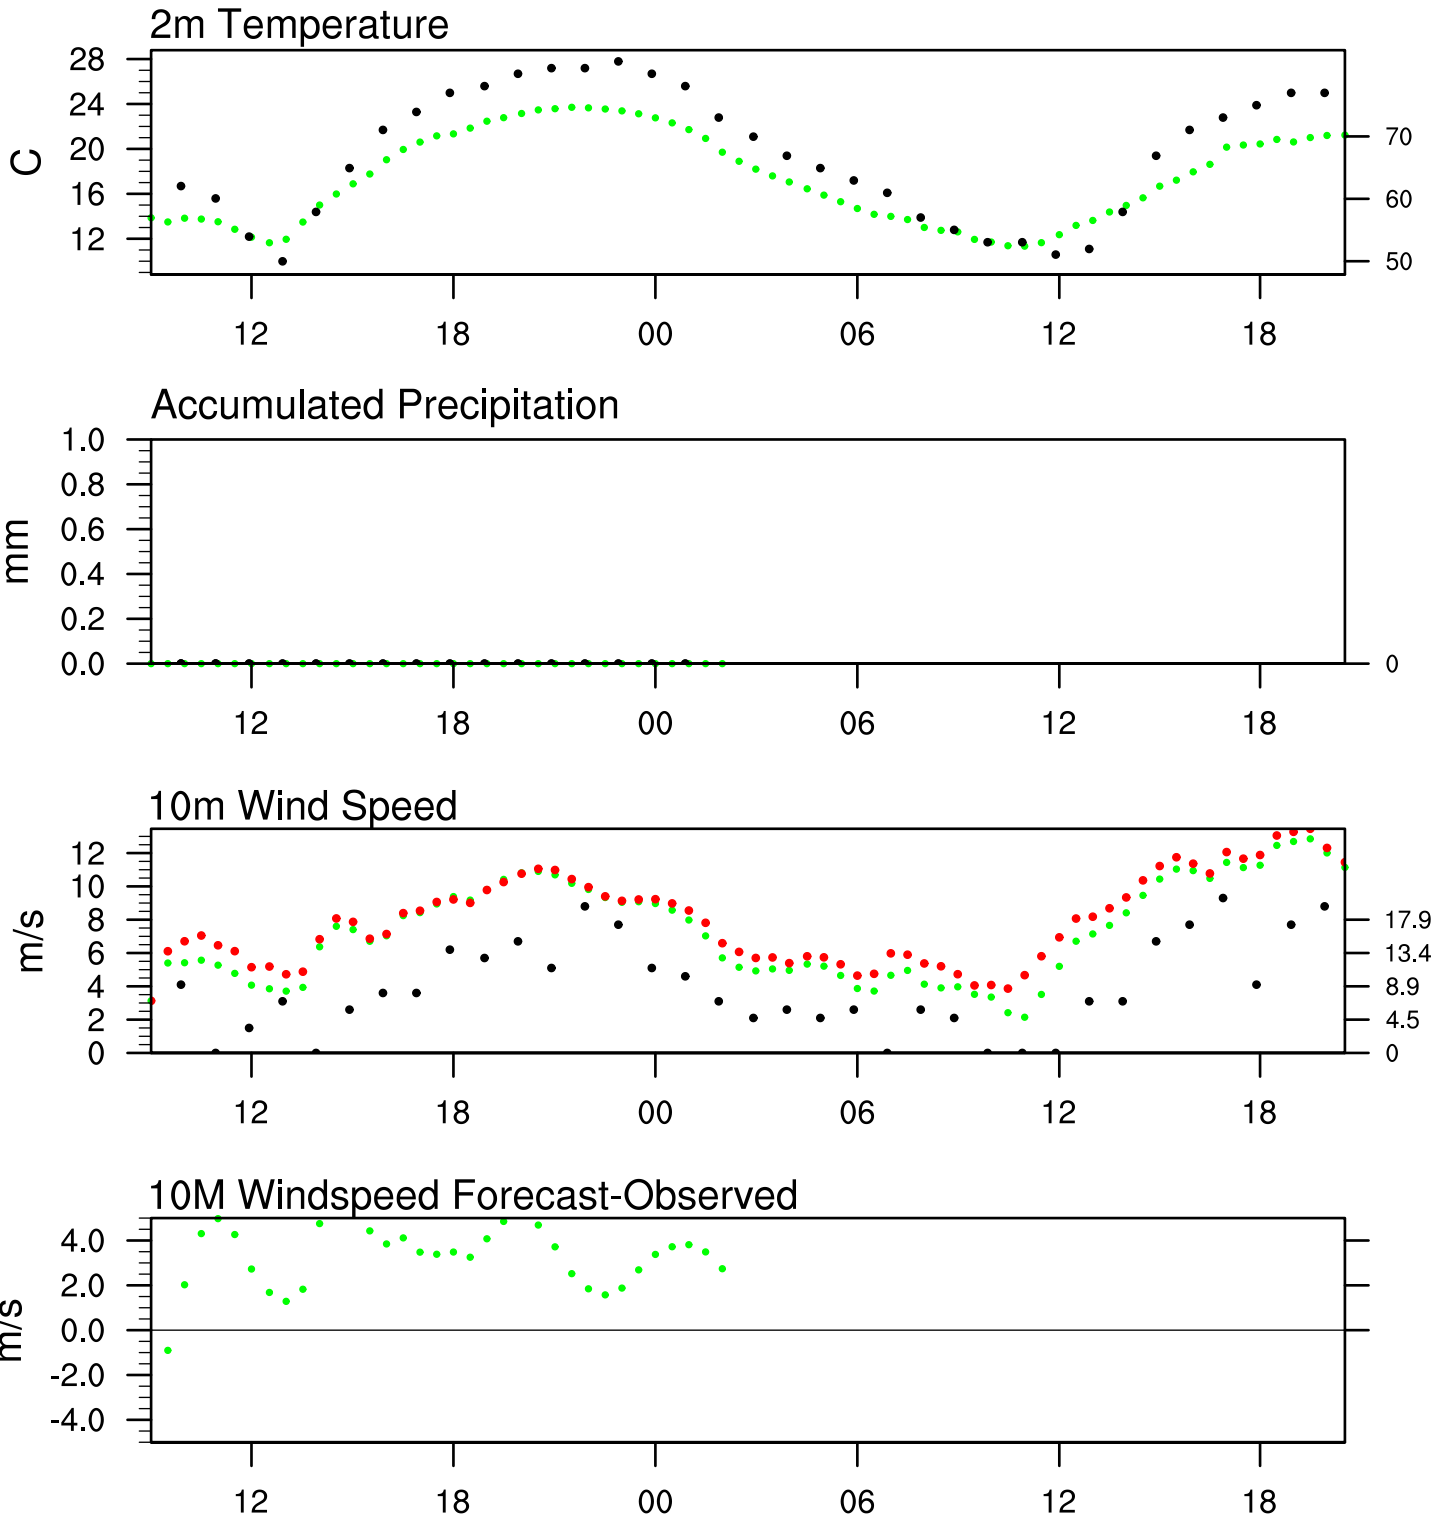 2m Temperature
28
24
20
16
12
C
70
60
50
12 18 00 06 12 18
Accumulated Precipitation
1.0
0.8
0.6
0.4
0.2
0.0
mm
0
12 18 00 06 12 18
10m Wind Speed
12
10
8
6
4
2
0
m/s
17.9
13.4
8.9
4.5
0
12 18 00 06 12 18
10M Windspeed Forecast-Observed
4.0
2.0
0.0
-2.0
-4.0
m/s
12 18 00 06 12 18